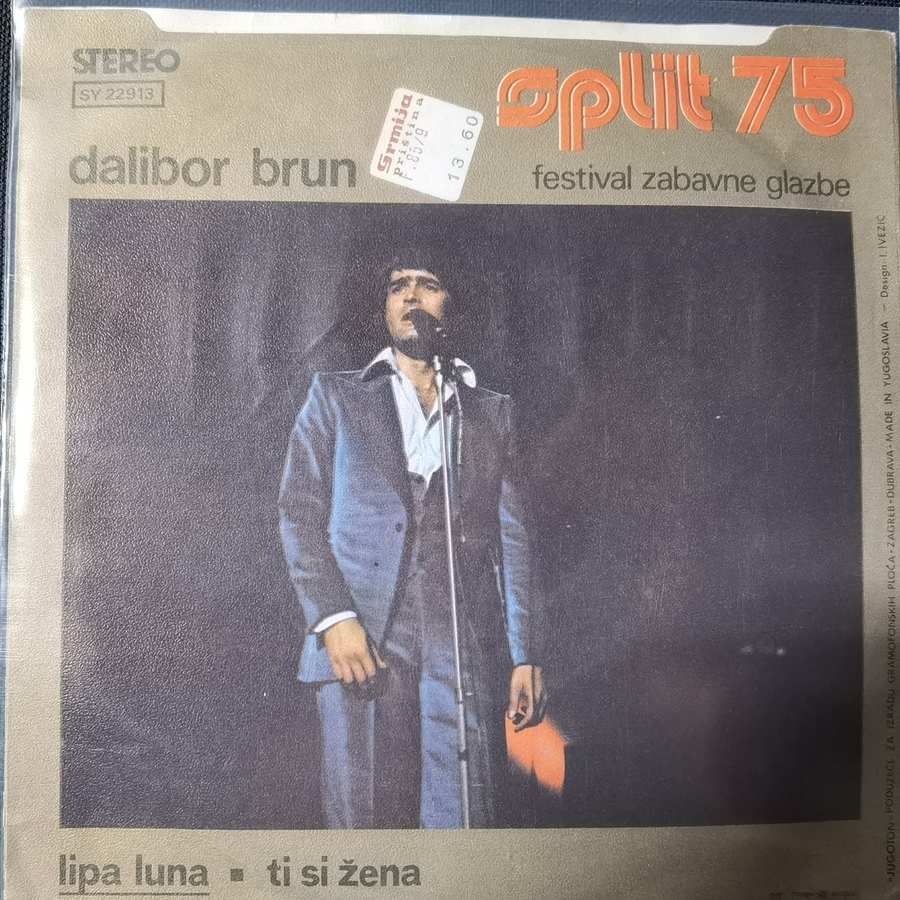 STEREO
SY 22913
split 75
dalibor brun
Srmija
Priština
13.60
festival zabavne glazbe
lipa luna ▪ ti si žena
"JUGOTON - PODUZEĆE ZA IZRADU GRAMOFONSKIH PLOČA • ZAGREB • DUBRAVA • MADE IN YUGOSLAVIA – Design I. IVEZIĆ